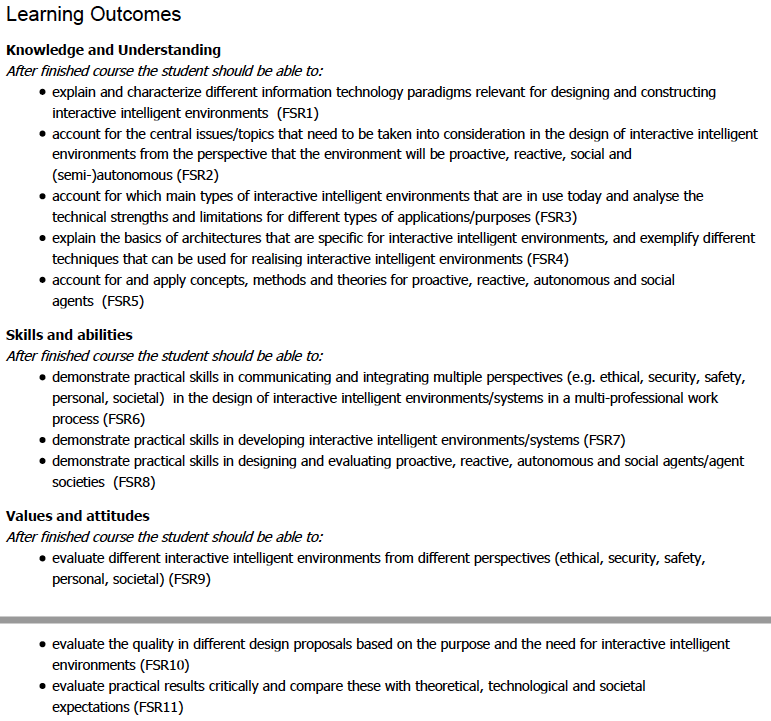 Learning Outcomes
Knowledge and Understanding
After finished course the student should be able to:
• explain and characterize different information technology paradigms relevant for designing and constructing
interactive intelligent environments  (FSR1)
• account for the central issues/topics that need to be taken into consideration in the design of interactive intelligent
environments from the perspective that the environment will be proactive, reactive, social and
(semi-)autonomous (FSR2)
• account for which main types of interactive intelligent environments that are in use today and analyse the
technical strengths and limitations for different types of applications/purposes (FSR3)
• explain the basics of architectures that are specific for interactive intelligent environments, and exemplify different
techniques that can be used for realising interactive intelligent environments (FSR4)
• account for and apply concepts, methods and theories for proactive, reactive, autonomous and social
agents  (FSR5)
Skills and abilities
After finished course the student should be able to:
• demonstrate practical skills in communicating and integrating multiple perspectives (e.g. ethical, security, safety,
personal, societal)  in the design of interactive intelligent environments/systems in a multi-professional work
process (FSR6)
• demonstrate practical skills in developing interactive intelligent environments/systems (FSR7)
• demonstrate practical skills in designing and evaluating proactive, reactive, autonomous and social agents/agent
societies  (FSR8)
Values and attitudes
After finished course the student should be able to:
• evaluate different interactive intelligent environments from different perspectives (ethical, security, safety,
personal, societal) (FSR9)
• evaluate the quality in different design proposals based on the purpose and the need for interactive intelligent
environments (FSR10)
• evaluate practical results critically and compare these with theoretical, technological and societal
expectations (FSR11)